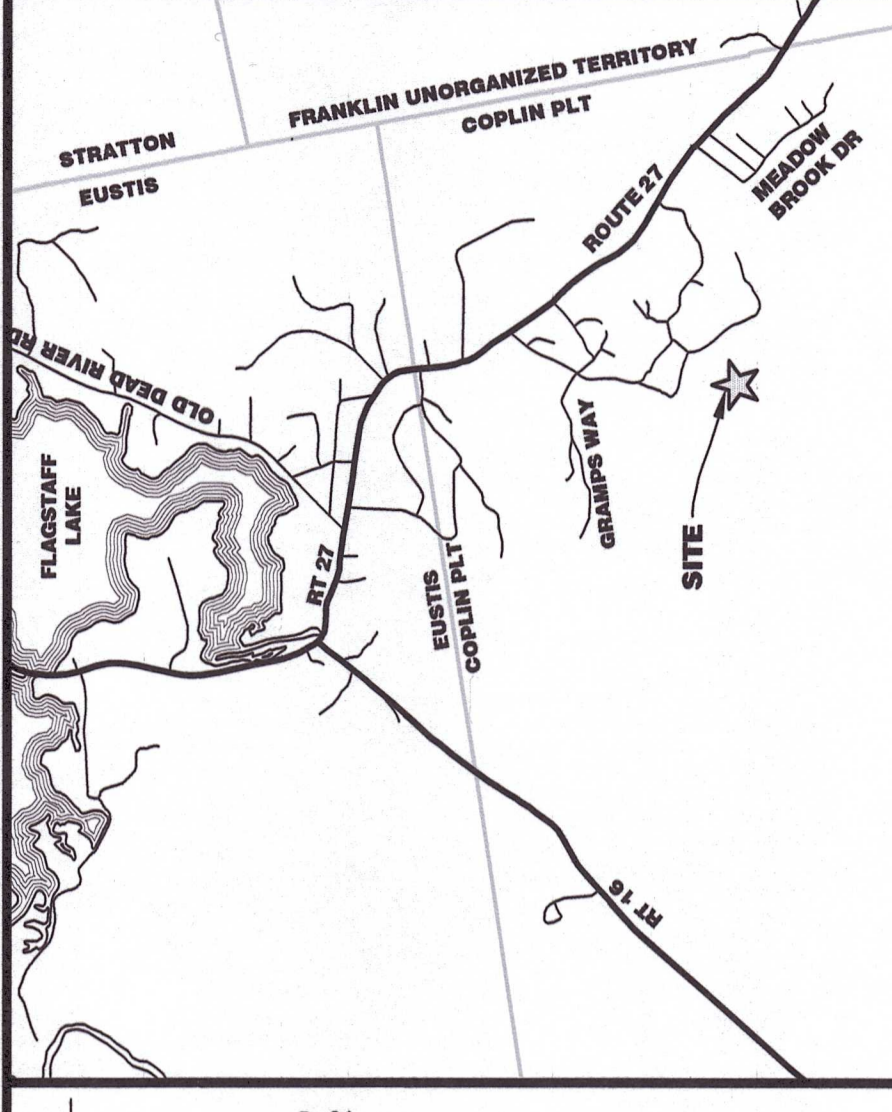 FRANKLIN UNORGANIZED TERRITORY
COPLIN PLT
STRATTON
EUSTIS
MEADOW
BROOK DR
ROUTE 27
OLD DEAD RIVER RD
FLAGSTAFF
LAKE
GRAMPS WAY
SITE
RT 27
EUSTIS
COPLIN PLT
RT 16